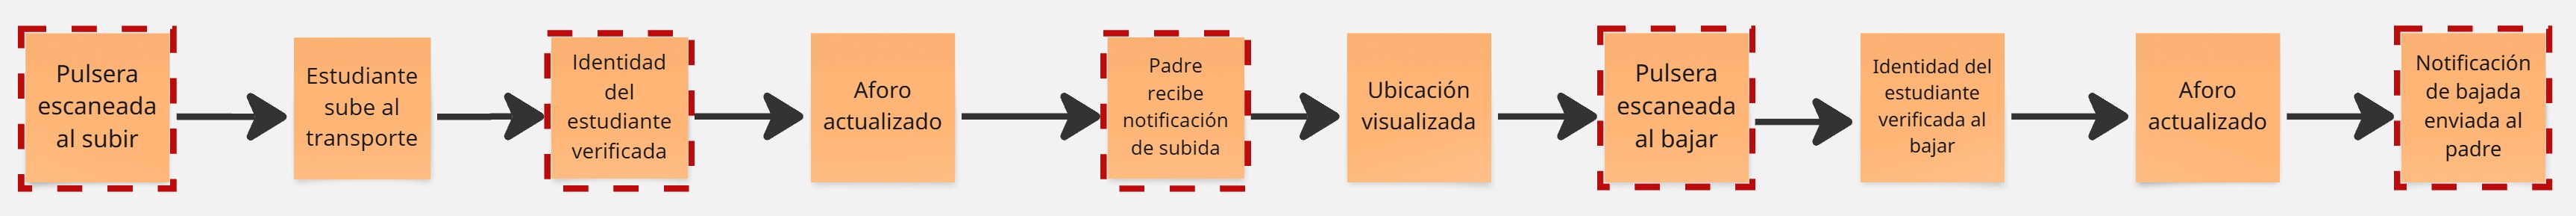 Pulsera
escaneada
al subir
Estudiante
sube al
transporte
Identidad
del
estudiante
verificada
Aforo
actualizado
Padre
recibe
notificación
de subida
Ubicación
visualizada
Pulsera
escaneada
al bajar
Identidad del
estudiante
verificada al
bajar
Aforo
actualizado
Notificación
de bajada
enviada al
padre